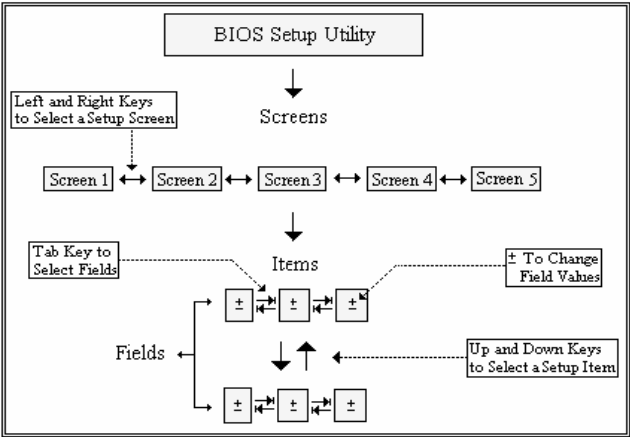 BIOS Setup Utility
Left and Right Keys
to Select a Setup Screen
Screens
Screen 1
Screen 2
Screen 3
Screen 4
Screen 5
Tab Key to
Select Fields
Items
± To Change
Field Values
± ± ±
Fields
Up and Down Keys
to Select a Setup Item
± ± ±